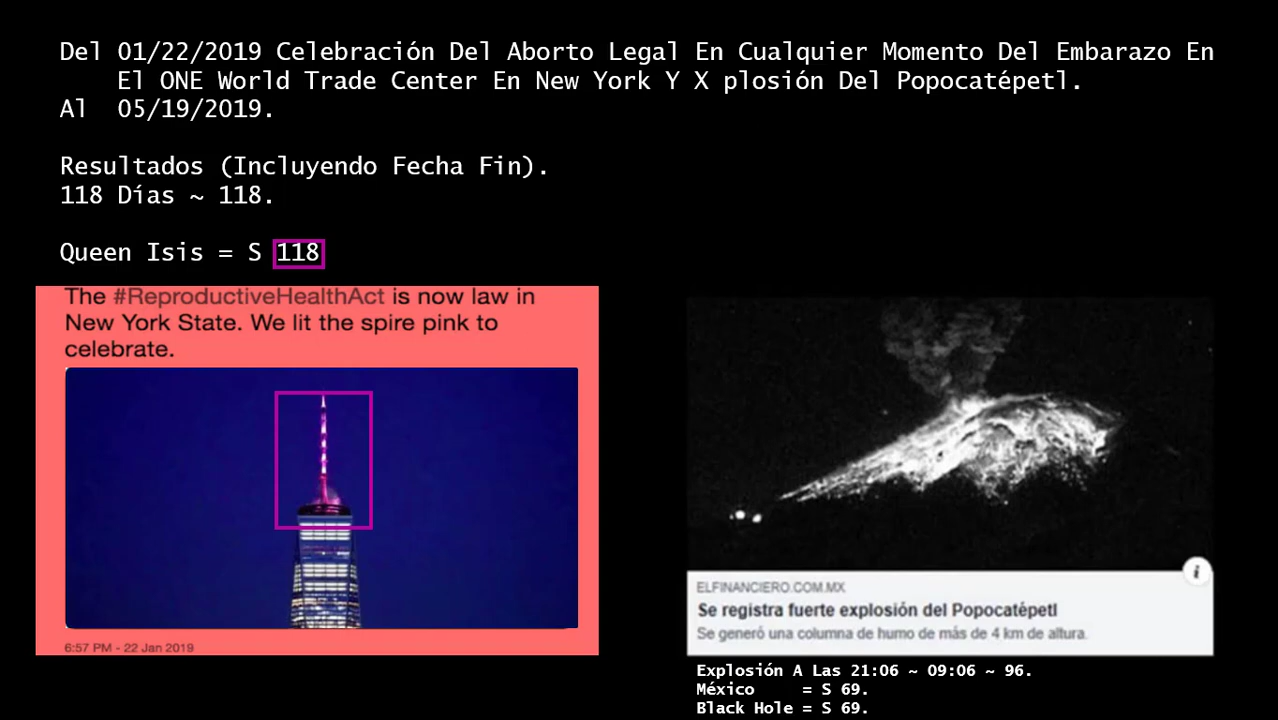 Del 01/22/2019 Celebración Del Aborto Legal En Cualquier Momento Del Embarazo En
El ONE World Trade Center En New York Y X plosión Del Popocatépetl.
Al 05/19/2019.
Resultados (Incluyendo Fecha Fin).
118 Días ~ 118.
Queen Isis = S 118
The #ReproductiveHealthAct is now law in
New York State. We lit the spire pink to
celebrate.
6:57 PM - 22 Jan 2019
i
ELFINANCIERO.COM.MX
Se registra fuerte explosión del Popocatépetl
Se generó una columna de humo de más de 4 km de altura.
Explosión A Las 21:06 ~ 09:06 ~ 96.
México = S 69.
Black Hole = S 69.